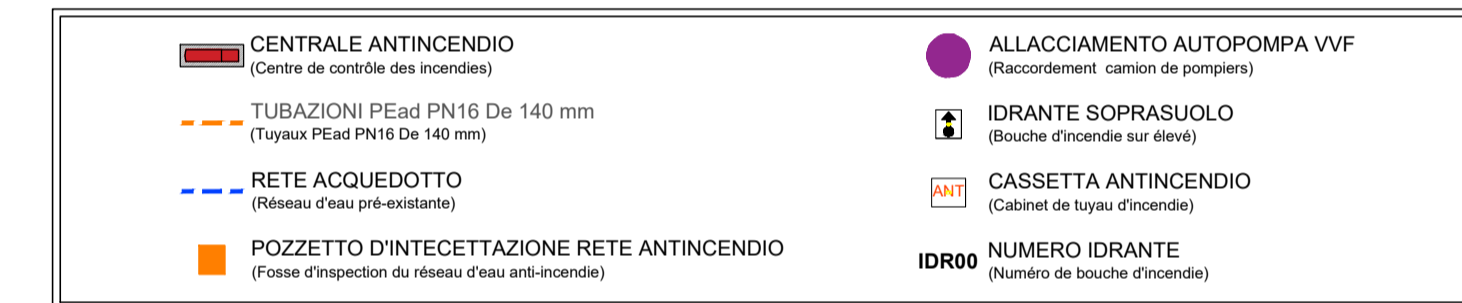 CENTRALE ANTINCENDIO
(Centre de contrôle des incendies)
TUBAZIONI PEad PN16 De 140 mm
(Tuyaux PEad PN16 De 140 mm)
RETE ACQUEDOTTO
(Réseau d'eau pré-existante)
POZZETTO D'INTECETTAZIONE RETE ANTINCENDIO
(Fosse d'inspection du réseau d'eau anti-incendie)
ALLACCIAMENTO AUTOPOMPA VVF
(Raccordement camion de pompiers)
IDRANTE SOPRASUOLO
(Bouche d'incendie sur élevé)
ANT CASSETTA ANTINCENDIO
(Cabinet de tuyau d'incendie)
IDR00 NUMERO IDRANTE
(Numéro de bouche d'incendie)